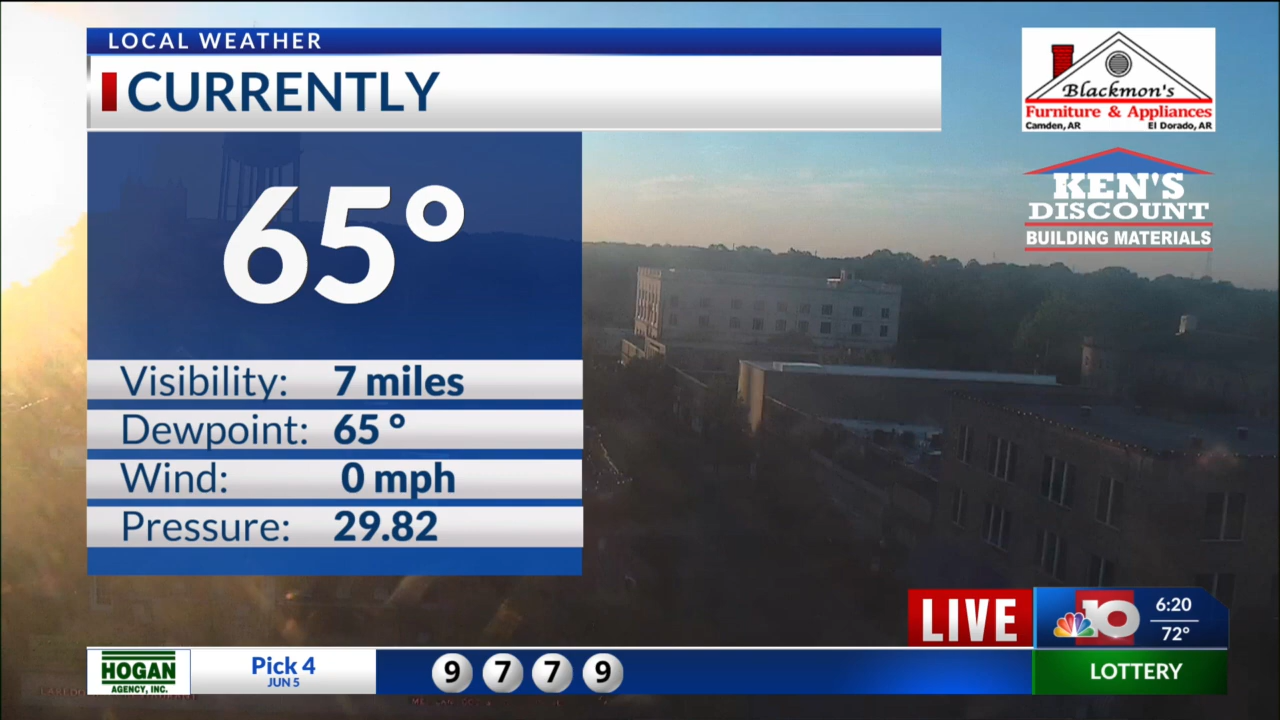 LOCAL WEATHER
CURRENTLY
65°
Visibility: 7 miles
Dewpoint: 65 °
Wind: 0 mph
Pressure: 29.82
Blackmon's
Furniture & Appliances
Camden, AR El Dorado, AR
KEN'S
DISCOUNT
BUILDING MATERIALS
LIVE
10
6:20
72°
HOGAN
AGENCY, INC.
Pick 4
JUN 5
9 7 7 9
LOTTERY